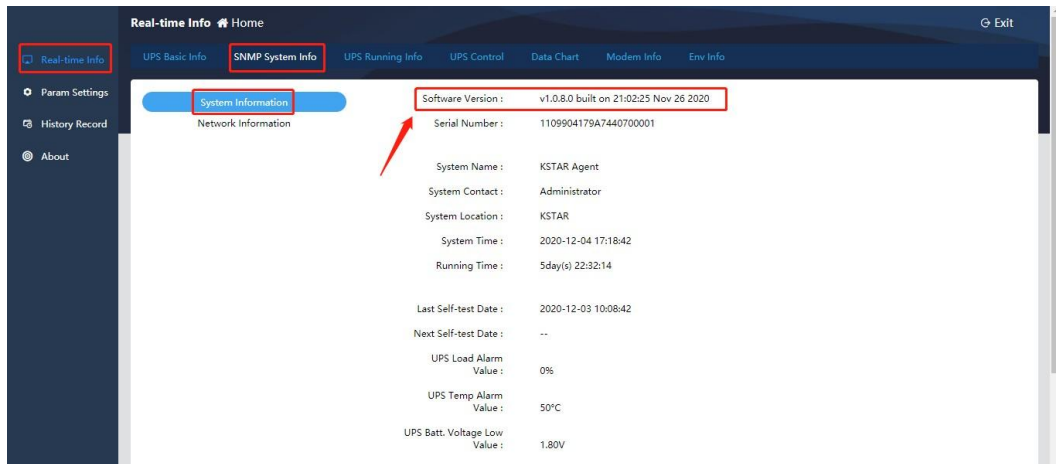 Real-time Info Home
Exit
Real-time Info
Param Settings
History Record
About
UPS Basic Info
SNMP System Info
UPS Running Info
UPS Control
Data Chart
Modem Info
Env Info
System Information
Network Information
Software Version : v1.0.8.0 built on 21:02:25 Nov 26 2020
Serial Number : 1109904179A7440700001
System Name : KSTAR Agent
System Contact : Administrator
System Location : KSTAR
System Time : 2020-12-04 17:18:42
Running Time : 5day(s) 22:32:14
Last Self-test Date : 2020-12-03 10:08:42
Next Self-test Date : --
UPS Load Alarm
Value : 0%
UPS Temp Alarm
Value : 50°C
UPS Batt. Voltage Low
Value : 1.80V